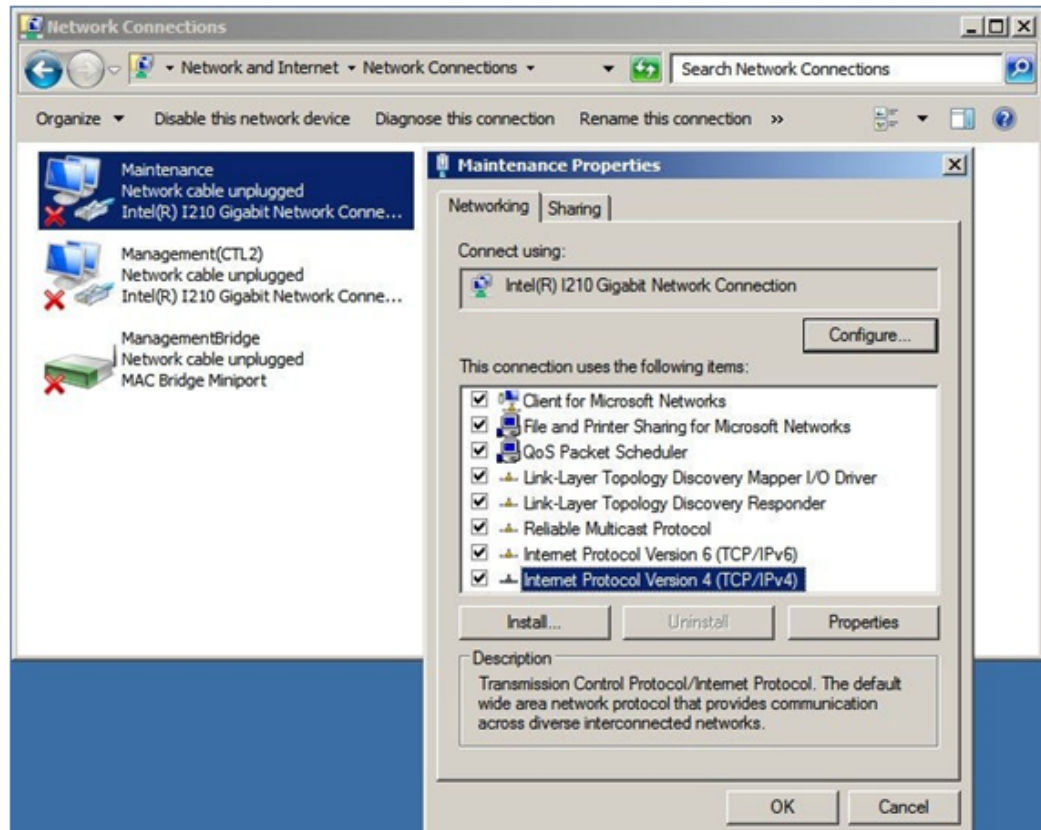 Network Connections
Network and Internet Network Connections
Search Network Connections
Organize Disable this network device Diagnose this connection Rename this connection »
Maintenance
Network cable unplugged
Intel(R) I210 Gigabit Network Conne...
Management(CTL2)
Network cable unplugged
Intel(R) I210 Gigabit Network Conne...
ManagementBridge
Network cable unplugged
MAC Bridge Miniport
Maintenance Properties
Networking Sharing
Connect using:
Intel(R) I210 Gigabit Network Connection
Configure...
This connection uses the following items:
Client for Microsoft Networks
File and Printer Sharing for Microsoft Networks
QoS Packet Scheduler
Link-Layer Topology Discovery Mapper I/O Driver
Link-Layer Topology Discovery Responder
Reliable Multicast Protocol
Internet Protocol Version 6 (TCP/IPv6)
Internet Protocol Version 4 (TCP/IPv4)
Install... Uninstall Properties
Description
Transmission Control Protocol/Internet Protocol. The default
wide area network protocol that provides communication
across diverse interconnected networks.
OK Cancel